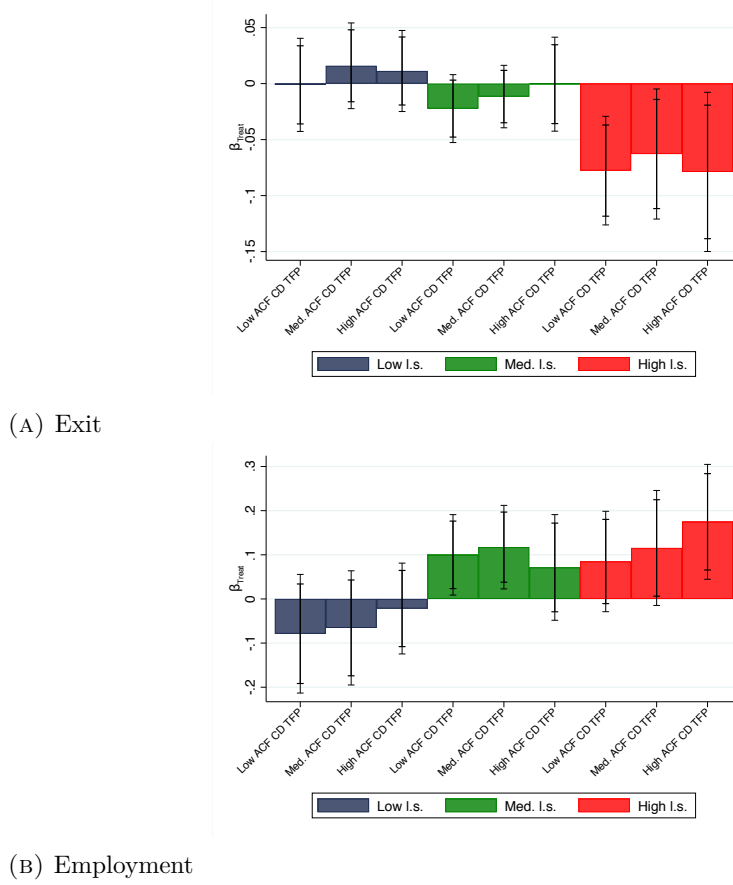 .05
0
-.05
-.1
-.15
βTreat
Low ACF CD TFP
Med. ACF CD TFP
High ACF CD TFP
Low ACF CD TFP
Med. ACF CD TFP
High ACF CD TFP
Low ACF CD TFP
Med. ACF CD TFP
High ACF CD TFP
Low l.s. Med. l.s. High l.s.
(A) Exit
.3
.2
.1
0
-.1
-.2
βTreat
Low ACF CD TFP
Med. ACF CD TFP
High ACF CD TFP
Low ACF CD TFP
Med. ACF CD TFP
High ACF CD TFP
Low ACF CD TFP
Med. ACF CD TFP
High ACF CD TFP
Low l.s. Med. l.s. High l.s.
(B) Employment